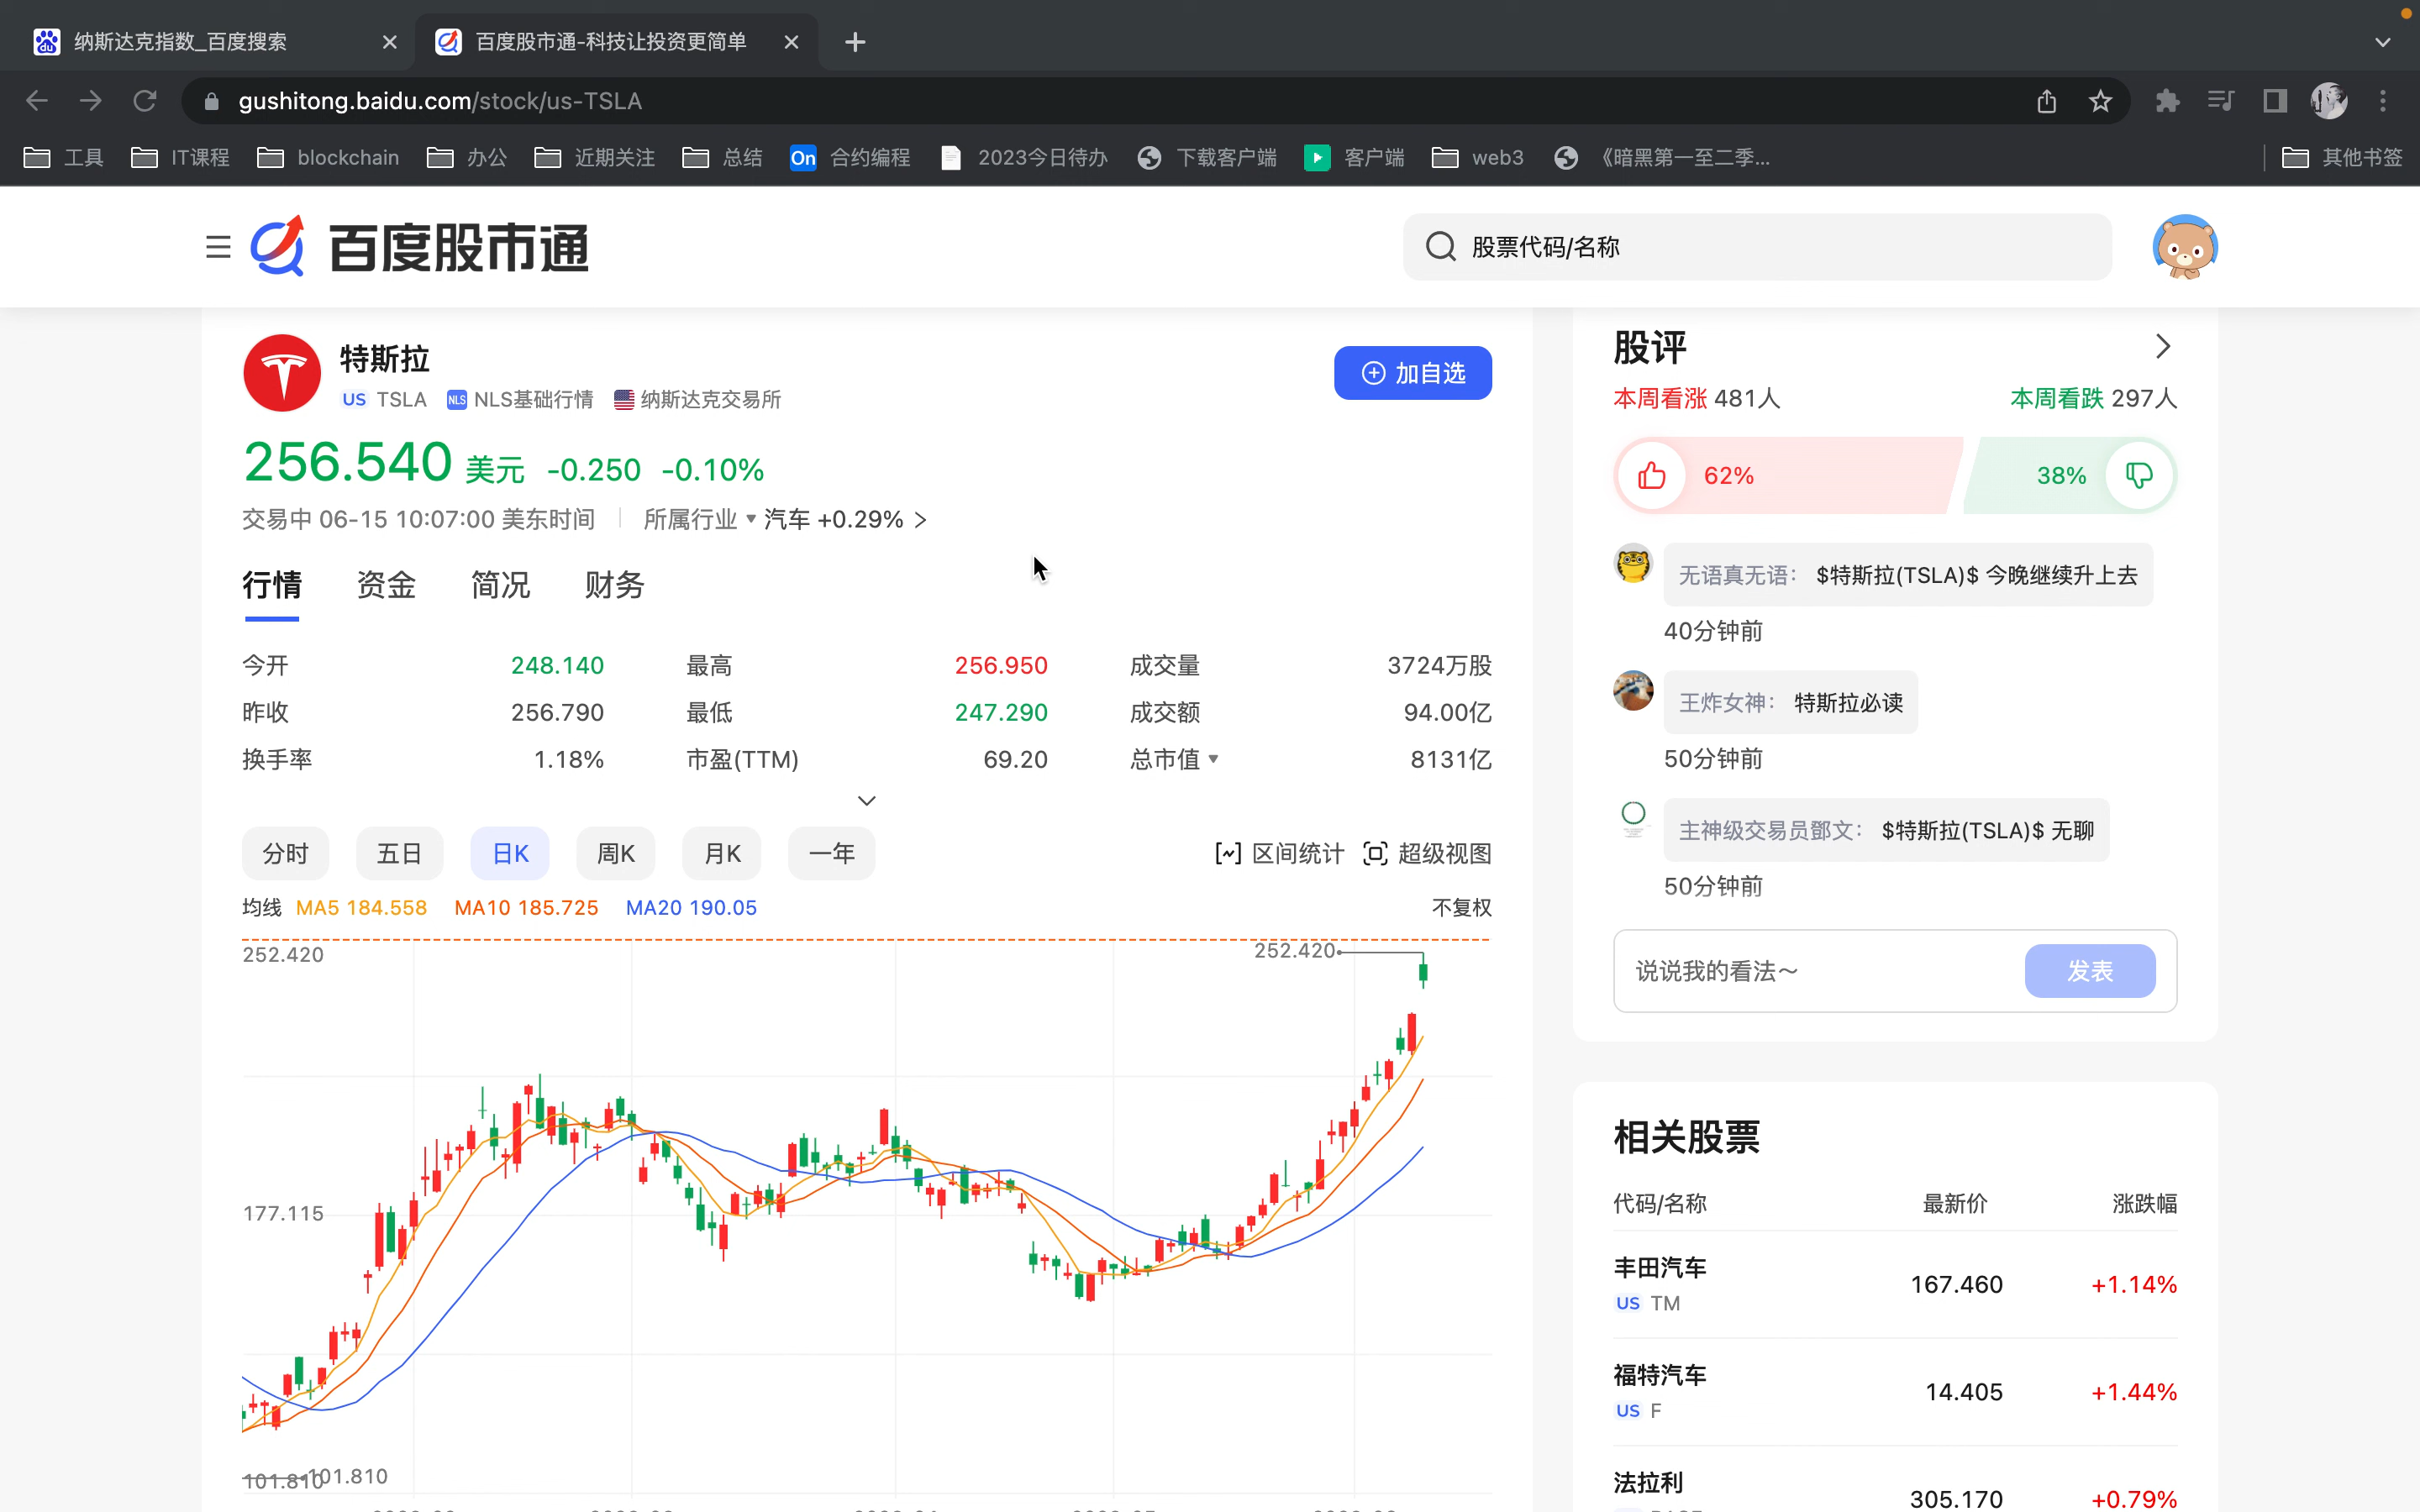 纳斯达克指数_百度搜索
百度股市通-科技让投资更简单
gushitong.baidu.com/stock/us-TSLA
工具 IT课程 blockchain 办公 近期关注 总结 On 合约编程 2023今日待办 下载客户端 客户端 web3 《暗黑第一至二季... 其他书签
百度股市通
股票代码/名称
特斯拉
US TSLA NLS NLS基础行情 纳斯达克交易所
加自选
256.540 美元 -0.250 -0.10%
交易中 06-15 10:07:00 美东时间 所属行业 汽车 +0.29%
行情 资金 简况 财务
今开 248.140 最高 256.950 成交量 3724万股
昨收 256.790 最低 247.290 成交额 94.00亿
换手率 1.18% 市盈(TTM) 69.20 总市值 8131亿
分时 五日 日K 周K 月K 一年 区间统计 超级视图
均线 MA5 184.558 MA10 185.725 MA20 190.05 不复权
252.420
252.420
177.115
101.810
101.810
股评
本周看涨 481人 本周看跌 297人
62% 38%
无语真无语: $特斯拉(TSLA)$ 今晚继续升上去
40分钟前
王炸女神: 特斯拉必读
50分钟前
主神级交易员鄧文: $特斯拉(TSLA)$ 无聊
50分钟前
说说我的看法~ 发表
相关股票
代码/名称 最新价 涨跌幅
丰田汽车 167.460 +1.14%
US TM
福特汽车 14.405 +1.44%
US F
法拉利 305.170 +0.79%